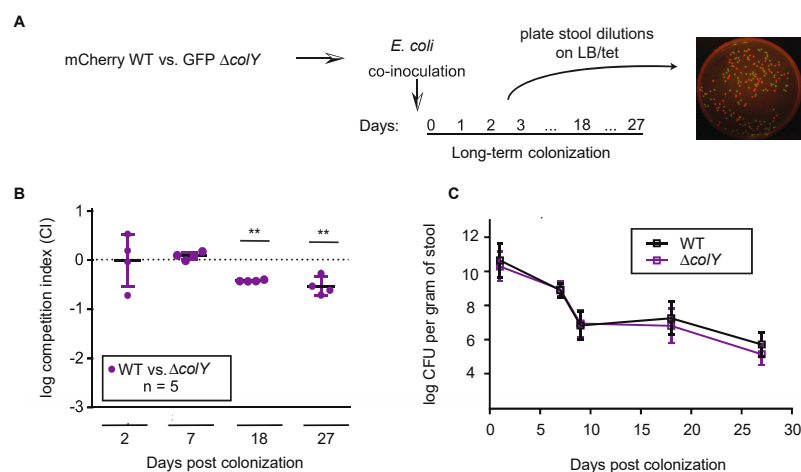 A
mCherry WT vs. GFP ΔcolY
E. coli
co-inoculation
plate stool dilutions
on LB/tet
Days: 0 1 2 3 ... 18 ... 27
Long-term colonization
B
log competition index (CI)
1
0
-1
-2
-3
** **
WT vs. ΔcolY
n = 5
2 7 18 27
Days post colonization
C
log CFU per gram of stool
12
10
8
6
4
WT
ΔcolY
0 5 10 15 20 25 30
Days post colonization